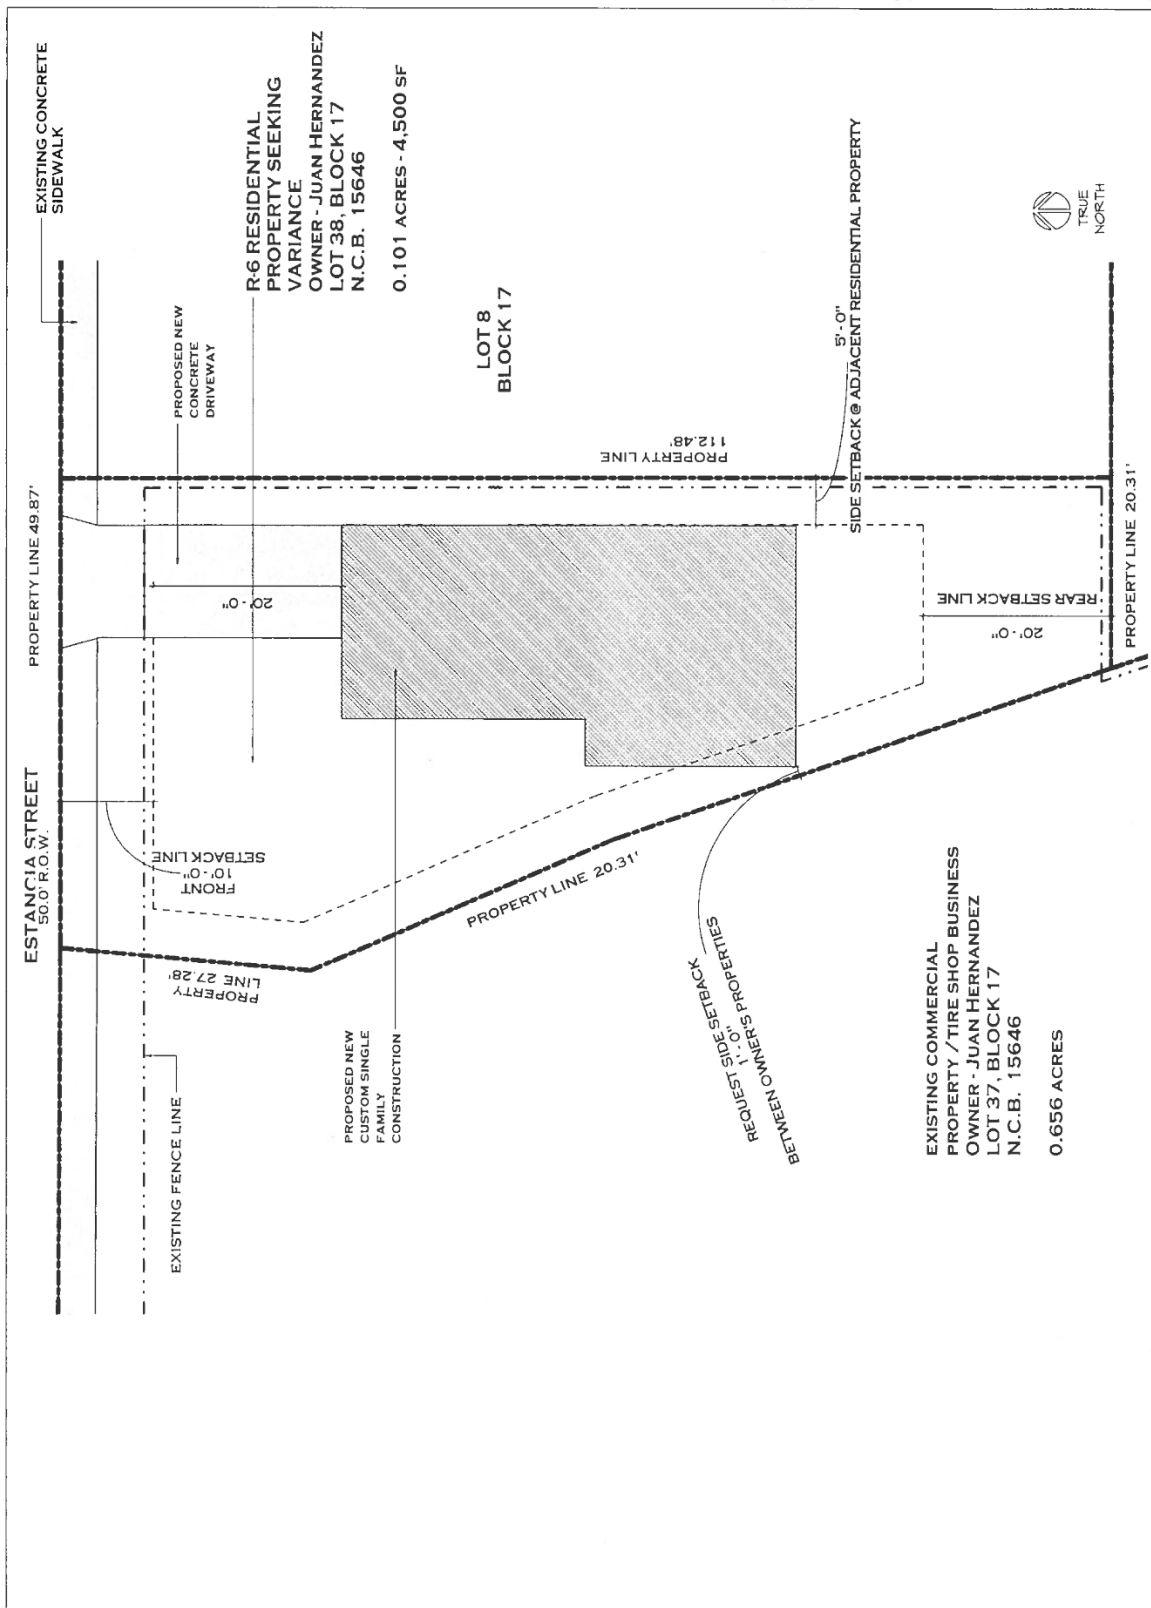 EXISTING CONCRETE
SIDEWALK
R-6 RESIDENTIAL
PROPERTY SEEKING
VARIANCE
OWNER - JUAN HERNANDEZ
LOT 38, BLOCK 17
N.C.B. 15646
0.101 ACRES - 4,500 SF
PROPOSED NEW
CONCRETE
DRIVEWAY
LOT 8
BLOCK 17
5'-0"
SIDE SETBACK @ ADJACENT RESIDENTIAL PROPERTY
TRUE
NORTH
PROPERTY LINE 49.87'
PROPERTY LINE
112.48'
20'-0"
REAR SETBACK LINE
20'-0"
PROPERTY LINE 20.31'
ESTANCIA STREET
50.0' R.O.W.
FRONT
10'-0"
SETBACK LINE
PROPERTY
LINE 27.28'
PROPERTY LINE 20.31'
EXISTING FENCE LINE
PROPOSED NEW
CUSTOM SINGLE
FAMILY
CONSTRUCTION
REQUEST SIDE SETBACK
1'-0"
BETWEEN OWNER'S PROPERTIES
EXISTING COMMERCIAL
PROPERTY / TIRE SHOP BUSINESS
OWNER - JUAN HERNANDEZ
LOT 37, BLOCK 17
N.C.B. 15646
0.656 ACRES